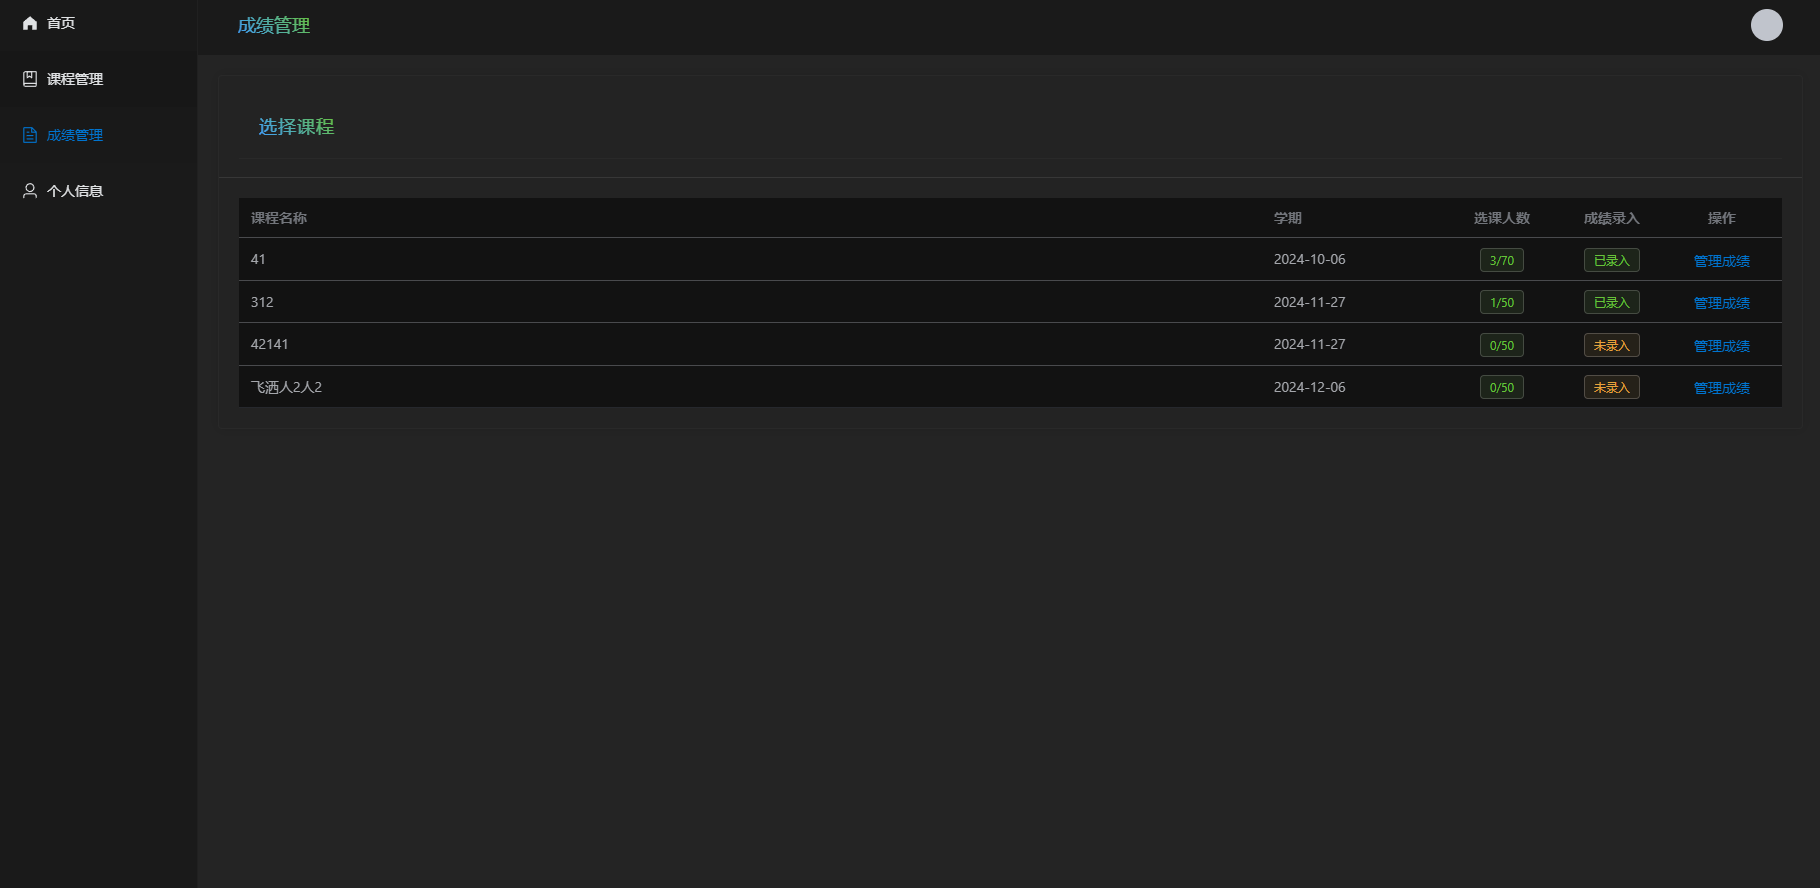 首页
课程管理
成绩管理
个人信息
成绩管理
选择课程
课程名称 学期 选课人数 成绩录入 操作
41 2024-10-06 3/70 已录入 管理成绩
312 2024-11-27 1/50 已录入 管理成绩
42141 2024-11-27 0/50 未录入 管理成绩
飞洒人2人2 2024-12-06 0/50 未录入 管理成绩